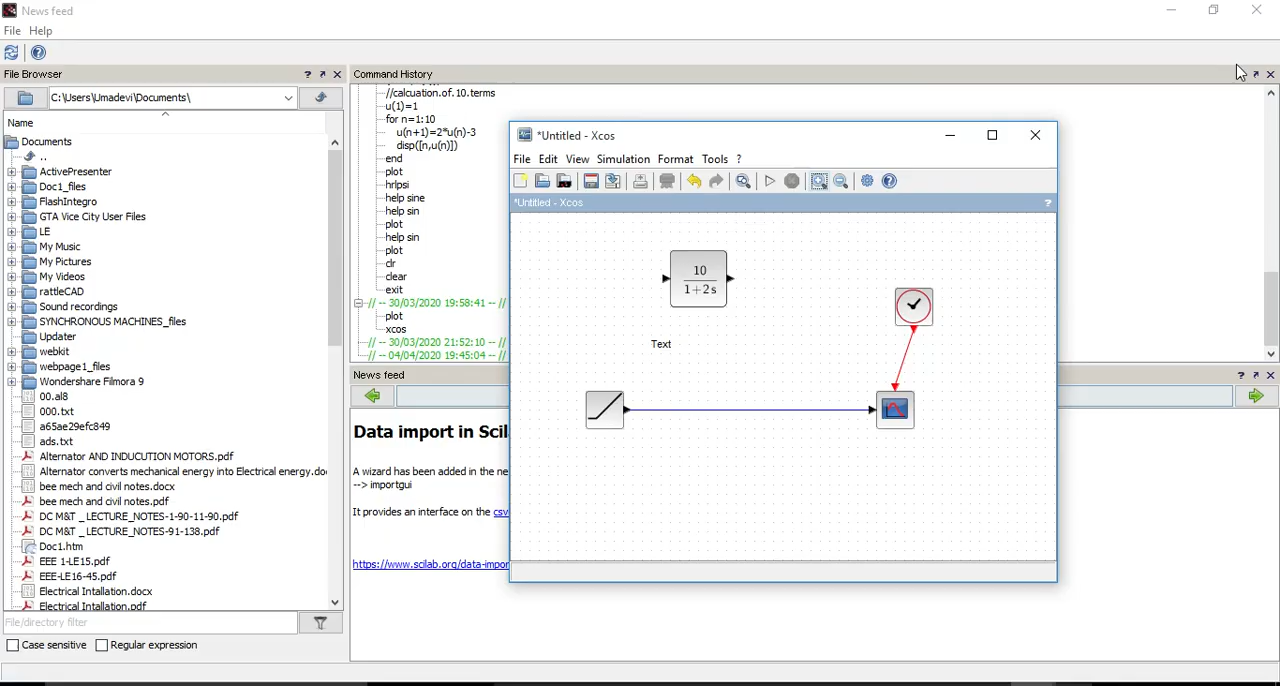 News feed
File Help
File Browser ?
C:\Users\Umadevi\Documents\
Name
Documents
..
ActivePresenter
Doc1_files
FlashIntegro
GTA Vice City User Files
LE
My Music
My Pictures
My Videos
rattleCAD
Sound recordings
SYNCHRONOUS MACHINES_files
Updater
webkit
webpage1_files
Wondershare Filmora 9
00.al8
000.txt
a65ae29efc849
ads.txt
Alternator AND INDUCUTION MOTORS.pdf
Alternator converts mechanical energy into Electrical energy.do
bee mech and civil notes.docx
bee mech and civil notes.pdf
DC M&T _ LECTURE_NOTES-1-90-11-90.pdf
DC M&T _LECTURE_NOTES-91-138.pdf
Doc1.htm
EEE 1-LE15.pdf
EEE-LE16-45.pdf
Electrical Intallation.docx
Electrical Intallation.pdf
File/directory filter
Case sensitive Regular expression
Command History
//calcuation.of.10.terms
u(1)=1
for n=1:10
u(n+1)=2*u(n)-3
disp([n,u(n)])
end
plot
hrlpsi
help sine
help sin
plot
help sin
plot
clr
clear
exit
// -- 30/03/2020 19:58:41 -- //
plot
xcos
// -- 30/03/2020 21:52:10 -- //
// -- 04/04/2020 19:45:04 -- //
News feed ?
Data import in Scil
A wizard has been added in the ne
--> importgui
It provides an interface on the csv
https://www.scilab.org/data-impor
*Untitled - Xcos
File Edit View Simulation Format Tools ?
*Untitled - Xcos ?
10
1+2s
Text